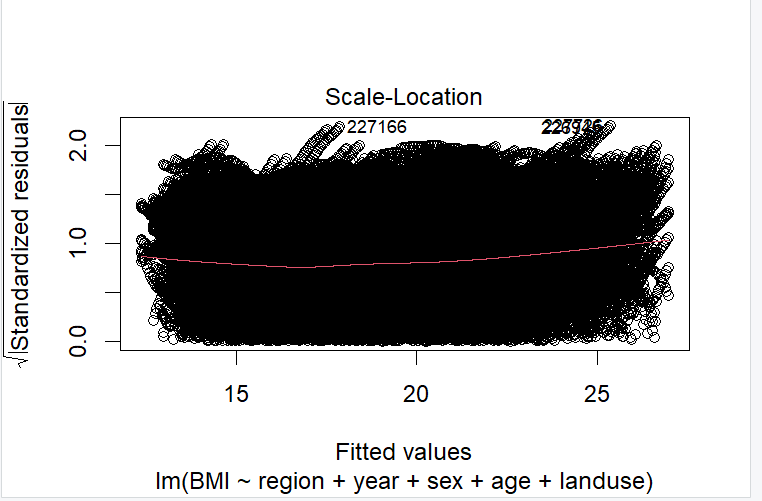 Scale-Location
√|Standardized residuals|
0.0 1.0 2.0
227166
15 20 25
Fitted values
lm(BMI ~ region + year + sex + age + landuse)